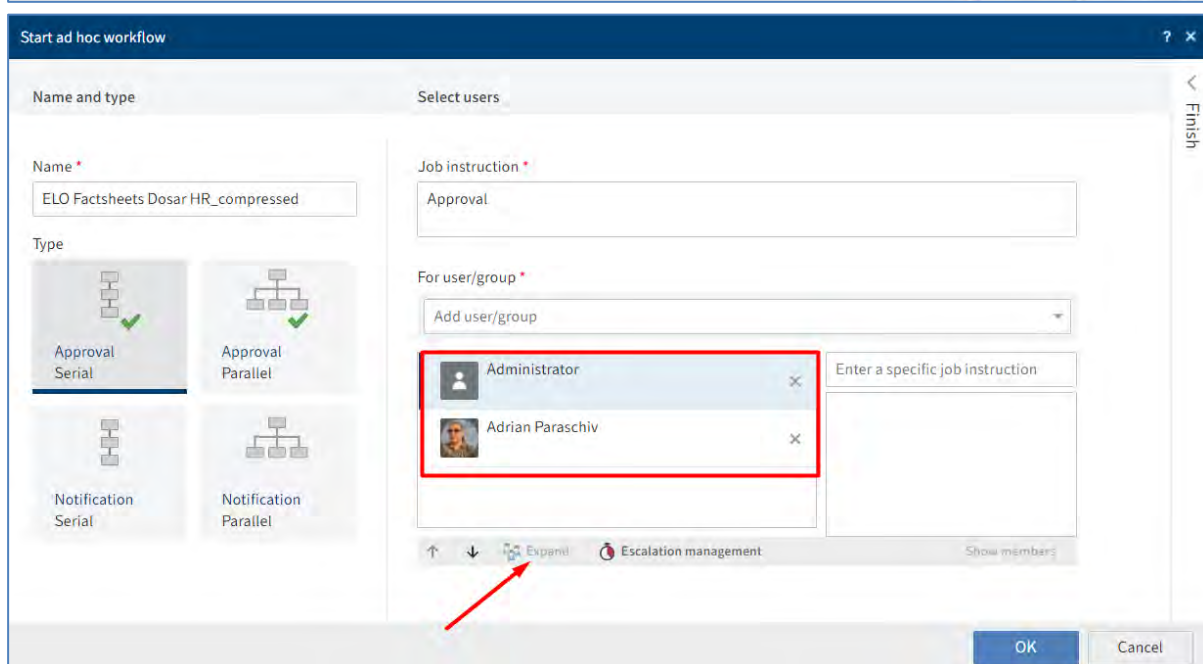 Start ad hoc workflow
? ×
Name and type
Select users
Finish
Name *
ELO Factsheets Dosar HR_compressed
Type
Approval
Serial
Approval
Parallel
Notification
Serial
Notification
Parallel
Job instruction *
Approval
For user/group *
Add user/group
Administrator
Adrian Paraschiv
Enter a specific job instruction
Expand
Escalation management
Show members
OK
Cancel